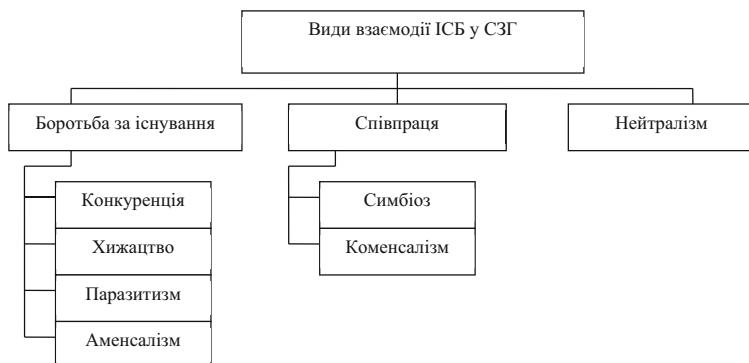 Види взаємодії ІСБ у СЗГ
Боротьба за існування
Співпраця
Нейтралізм
Конкуренція
Хижацтво
Паразитизм
Аменсалізм
Симбіоз
Коменсалізм